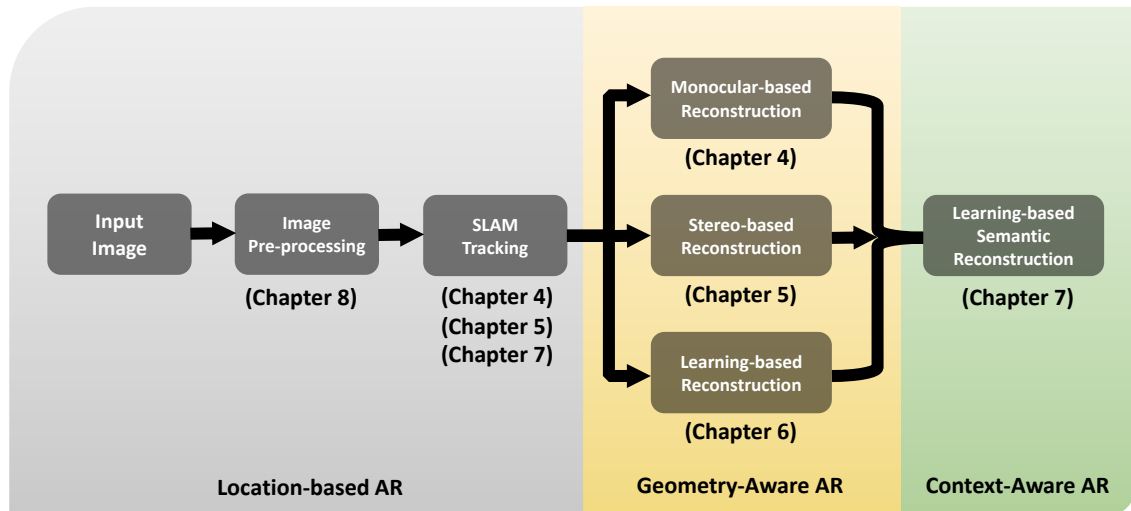 Input
Image
Image
Pre-processing
(Chapter 8)
SLAM
Tracking
(Chapter 4)
(Chapter 5)
(Chapter 7)
Monocular-based
Reconstruction
(Chapter 4)
Stereo-based
Reconstruction
(Chapter 5)
Learning-based
Reconstruction
(Chapter 6)
Learning-based
Semantic
Reconstruction
(Chapter 7)
Location-based AR
Geometry-Aware AR
Context-Aware AR